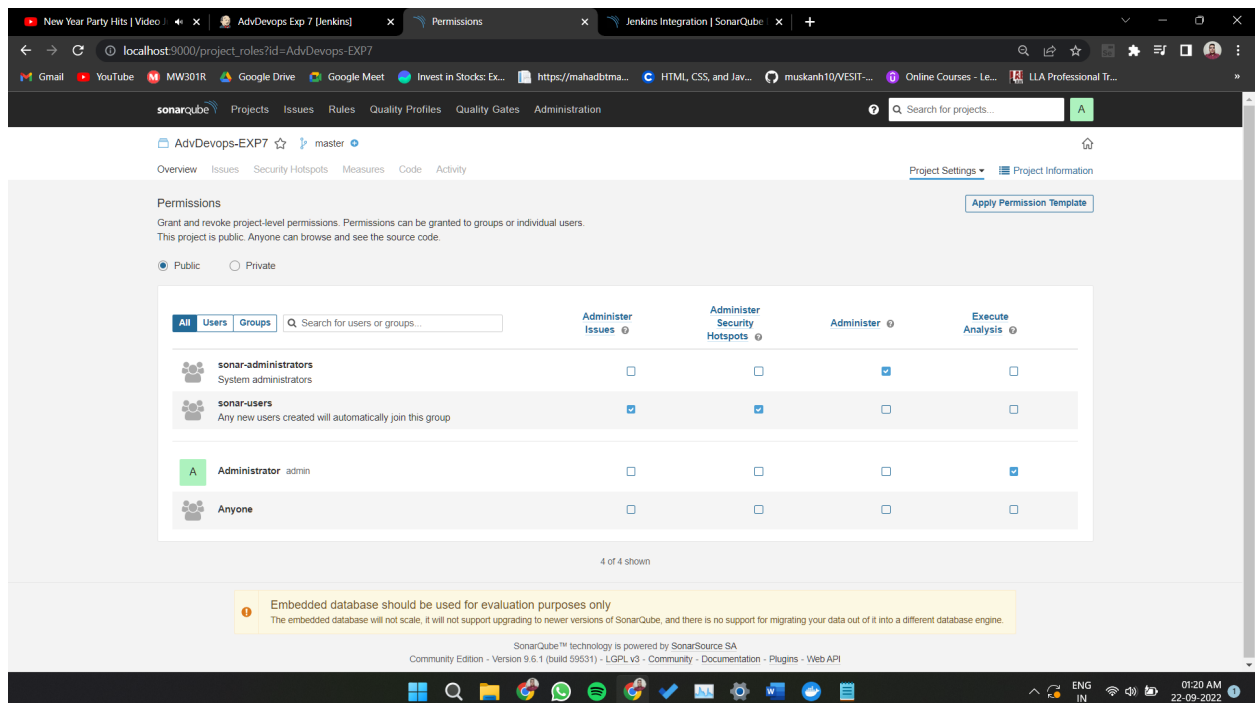 New Year Party Hits | Video J
AdvDevops Exp 7 [Jenkins]
Permissions
Jenkins Integration | SonarQube
localhost:9000/project_roles?id=AdvDevops-EXP7
Gmail
YouTube
MW301R
Google Drive
Google Meet
Invest in Stocks: Ex...
https://mahadbtma...
HTML, CSS, and Jav...
muskanh10/VESIT-...
Online Courses - Le...
LLA Professional Tr...
»
sonarqube
Projects
Issues
Rules
Quality Profiles
Quality Gates
Administration
Search for projects...
A
AdvDevops-EXP7
master
Overview
Issues
Security Hotspots
Measures
Code
Activity
Project Settings
Project Information
Permissions
Apply Permission Template
Grant and revoke project-level permissions. Permissions can be granted to groups or individual users.
This project is public. Anyone can browse and see the source code.
Public
Private
All
Users
Groups
Search for users or groups...
Administer
Issues
Administer
Security
Hotspots
Administer
Execute
Analysis
sonar-administrators
System administrators
sonar-users
Any new users created will automatically join this group
A
Administrator admin
Anyone
4 of 4 shown
Embedded database should be used for evaluation purposes only
The embedded database will not scale, it will not support upgrading to newer versions of SonarQube, and there is no support for migrating your data out of it into a different database engine.
SonarQube™ technology is powered by SonarSource SA
Community Edition - Version 9.6.1 (build 59531) - LGPL v3 - Community - Documentation - Plugins - Web API
ENG
IN
01:20 AM
22-09-2022
1